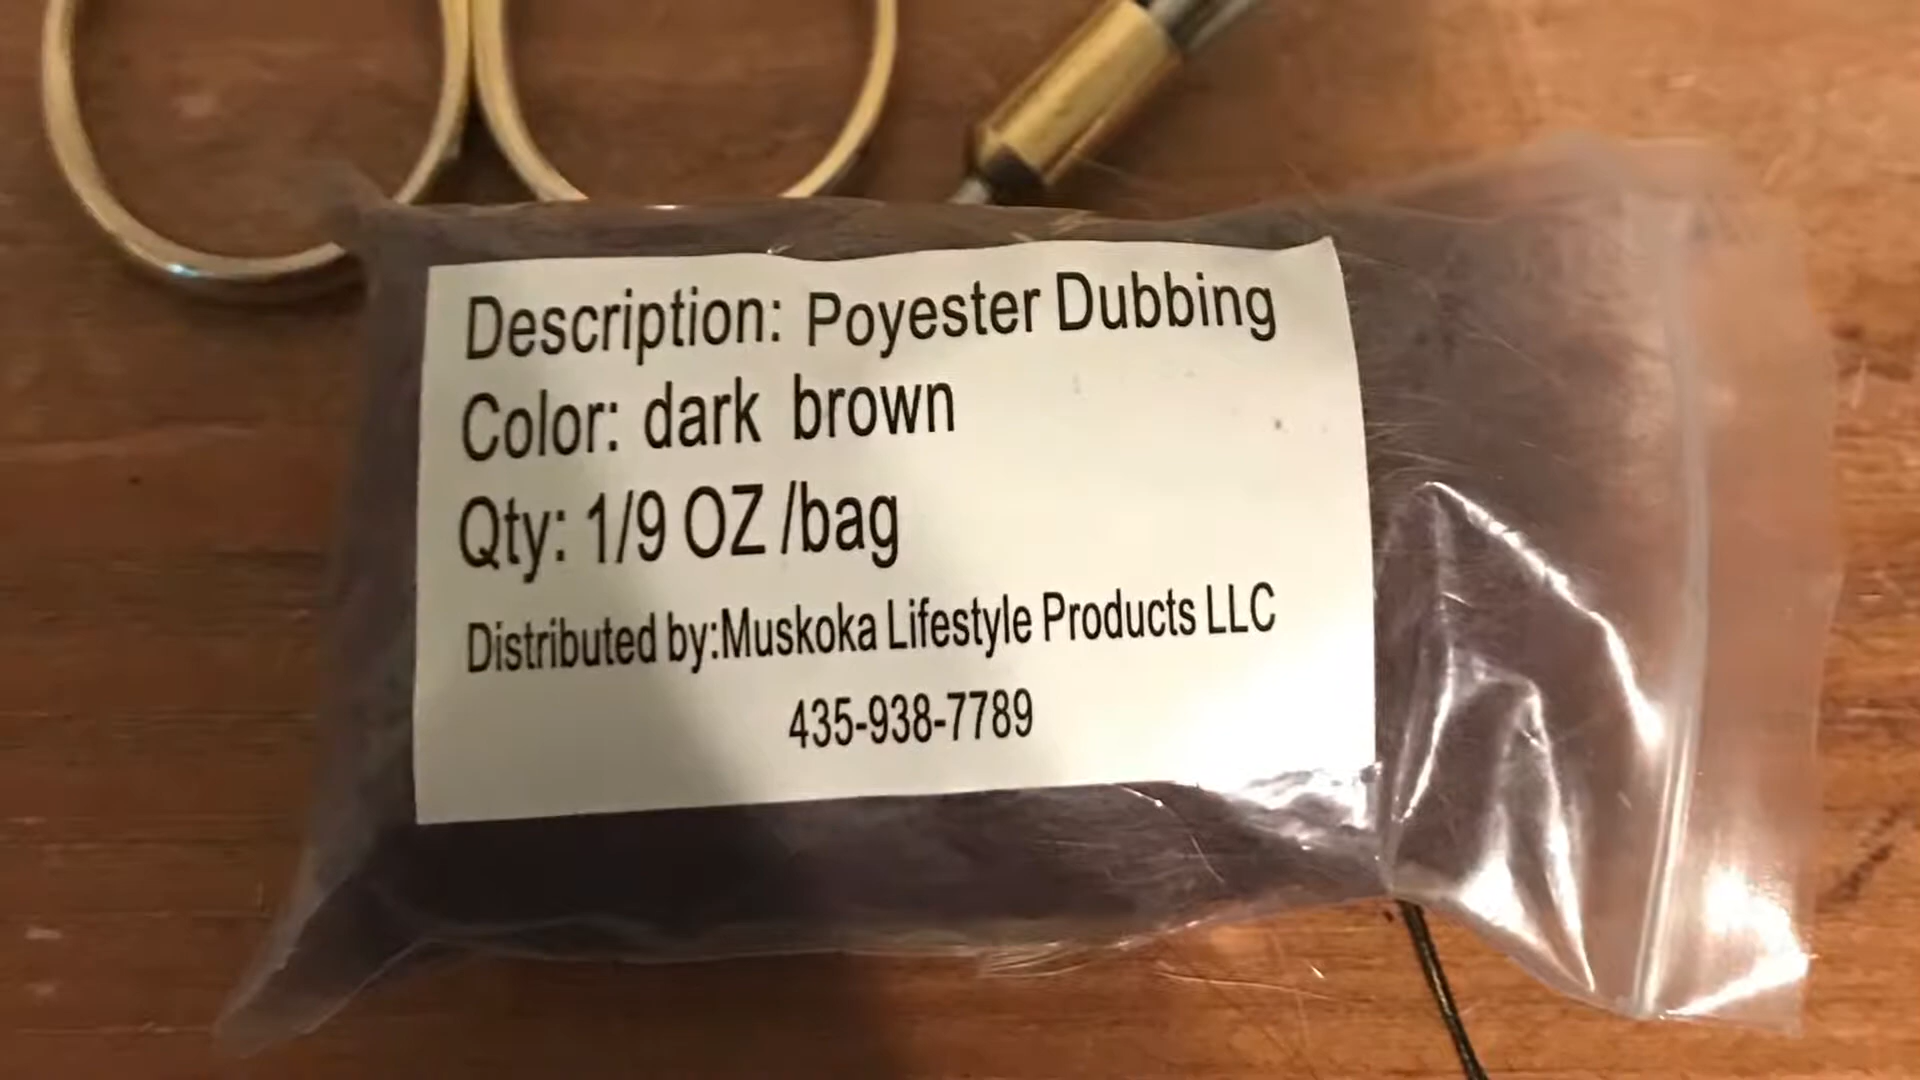 Description: Poyester Dubbing
Color: dark brown
Qty: 1/9 OZ /bag
Distributed by:Muskoka Lifestyle Products LLC
435-938-7789